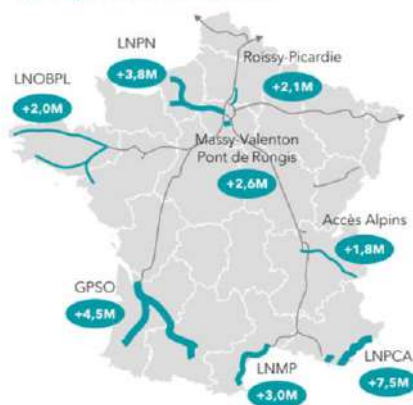 LNPN
+3,8M
Roissy-Picardie
+2,1M
LNOBPL
+2,0M
Massy-Valenton
Pont de Rungis
+2,6M
Accès Alpins
+1,8M
GPSO
+4,5M
LNMP
+3,0M
LNPCA
+7,5M